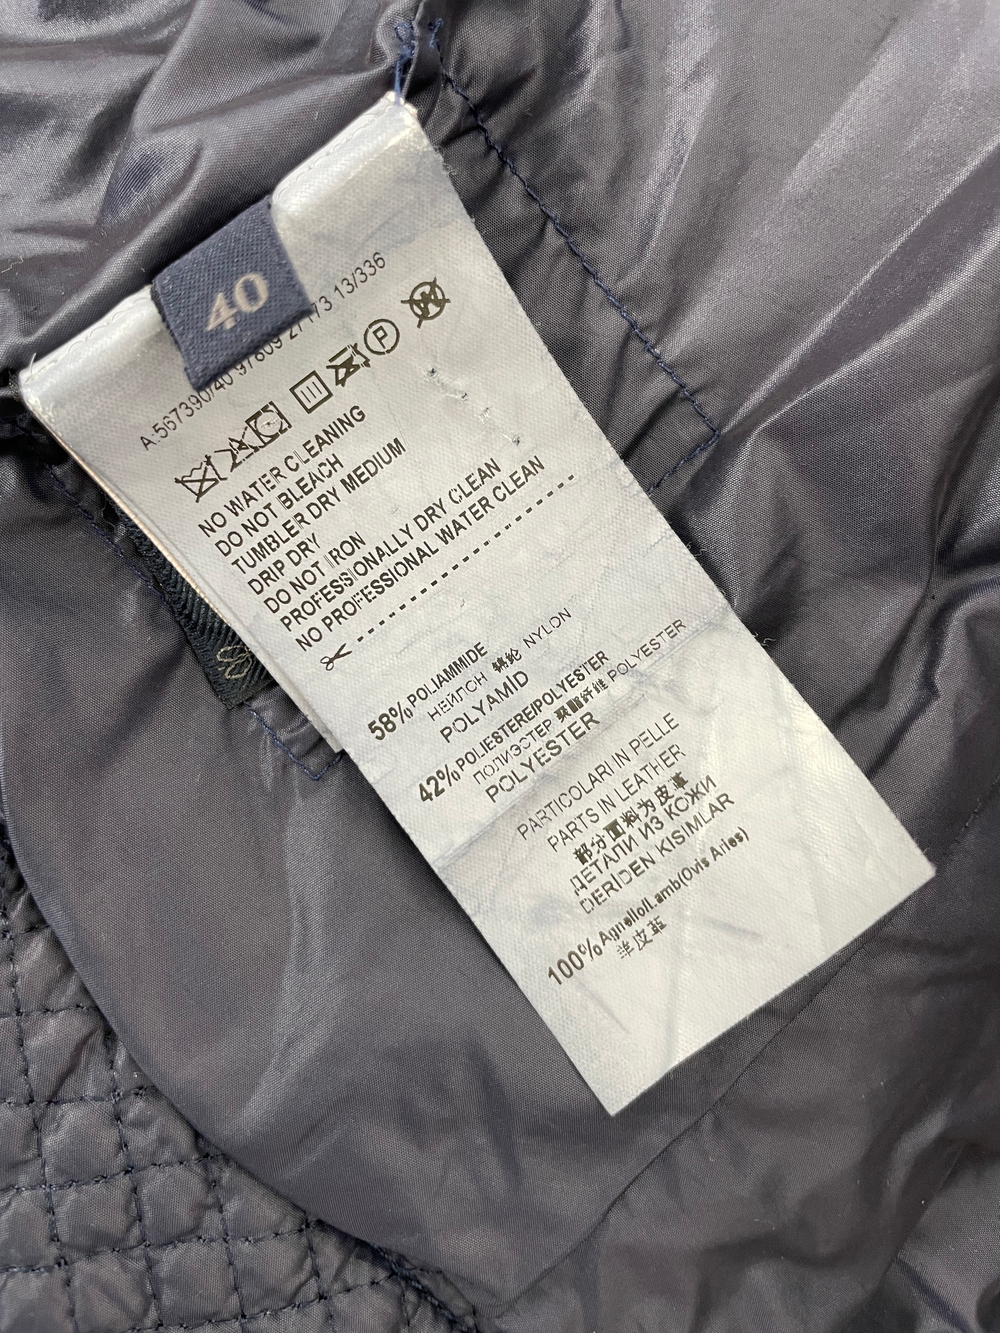 40
A.567390/40 97809 27173 13/336
P
W
NO WATER CLEANING
DO NOT BLEACH
TUMBLER DRY MEDIUM
DRIP DRY
DO NOT IRON
PROFESSIONALLY DRY CLEAN
NO PROFESSIONAL WATER CLEAN
58% POLIAMMIDE
НЕЙЛОН 锦纶 NYLON
POLYAMID
42% POLIESTERE/POLYESTER
ПОЛИЭСТЕР 聚酯纤维 POLYESTER
POLYESTER
PARTICOLARI IN PELLE
PARTS IN LEATHER
部分面料为皮革
ДЕТАЛИ ИЗ КОЖИ
DERIDEN KISIMLAR
100% Agnello/Lamb(Ovis Aries)
羊皮革